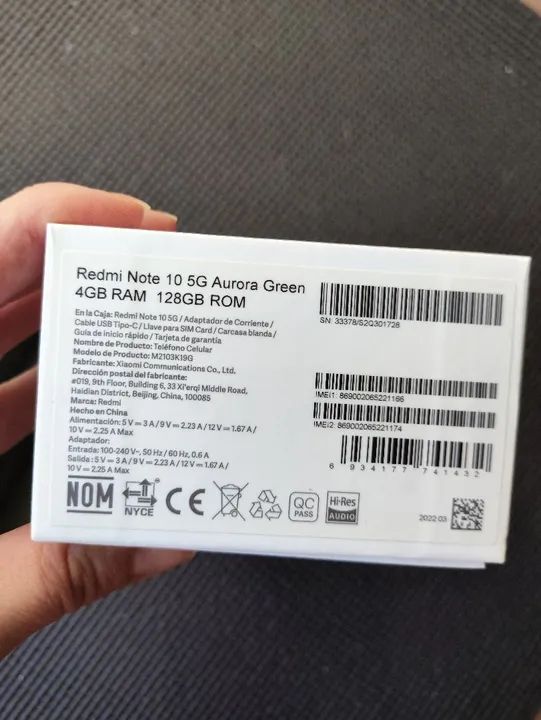 Redmi Note 10 5G Aurora Green
4GB RAM 128GB ROM
En la Caja: Redmi Note 10 5G / Adaptador de Corriente /
Cable USB Tipo-C / Llave para SIM Card / Carcasa blanda /
Guía de inicio rápido / Tarjeta de garantía
Nombre de Producto: Teléfono Celular
Modelo de Producto: M2103K19G
Fabricante: Xiaomi Communications Co., Ltd.
Dirección postal del fabricante:
#019, 9th Floor, Building 6, 33 Xi'erqi Middle Road,
Haidian District, Beijing, China, 100085
Marca: Redmi
Hecho en China
Alimentación: 5 V⎓3 A / 9 V⎓2.23 A / 12 V⎓1.67 A /
10 V⎓2.25 A Max
Adaptador:
Entrada: 100-240 V~, 50 Hz / 60 Hz, 0.6 A
Salida : 5 V⎓3 A / 9 V⎓2.23 A / 12 V⎓1.67 A /
10 V⎓2.25 A Max
SN: 33378/S2Q301728
IMEI1: 869002065221166
IMEI2: 869002065221174
6 934177 741432
NOM
NYCE
CE
QC
PASS
Hi-Res
AUDIO
2022.03